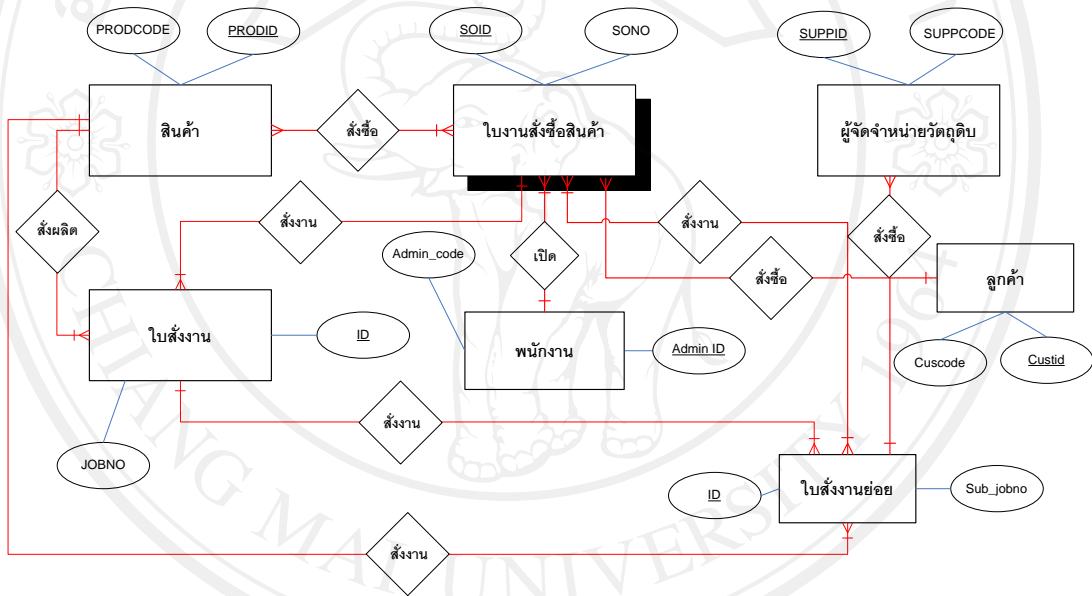 PRODCODE
PRODID
SOID
SONO
SUPPID
SUPPCODE
สินค้า
สั่งซื้อ
ใบงานสั่งซื้อสินค้า
ผู้จัดจำหน่ายวัตถุดิบ
สั่งผลิต
สั่งงาน
สั่งงาน
สั่งซื้อ
Admin_code
เปิด
สั่งซื้อ
ลูกค้า
ใบสั่งงาน
ID
พนักงาน
Admin ID
Cuscode
Custid
สั่งงาน
JOBNO
ID
ใบสั่งงานย่อย
Sub_jobno
สั่งงาน
CHIANG MAI UNIVERSITY 1964